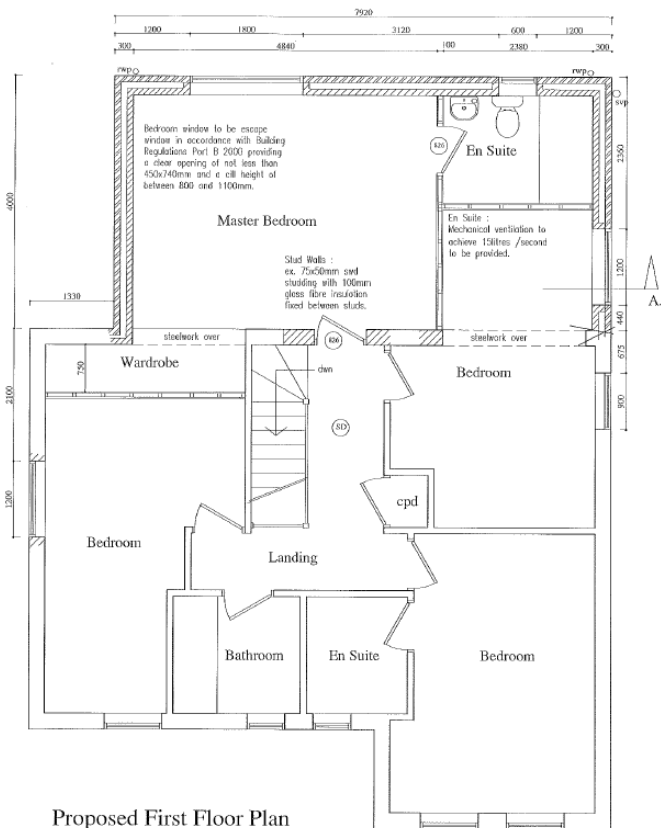 7920
1200 1800 3120 600 1200
300 4840 100 2380 300
rwp
rwp
svp
Bedroom window to be escape
window in accordance with Building
Regulations Part B 2000 providing
a clear opening of not less than
450x740mm and a cill height of
between 800 and 1100mm.
826
En Suite
2360
4000
Master Bedroom
En Suite :
Mechanical ventilation to
achieve 15litres /second
to be provided.
Stud Walls :
ex. 75x50mm swd
studding with 100mm
glass fibre insulation
fixed between studs.
1200
A.
1330
440
steelwork over
steelwork over
826
675
Wardrobe
750
dwn
Bedroom
900
2100
SD
cpd
1200
Bedroom
Landing
Bathroom
En Suite
Bedroom
Proposed First Floor Plan